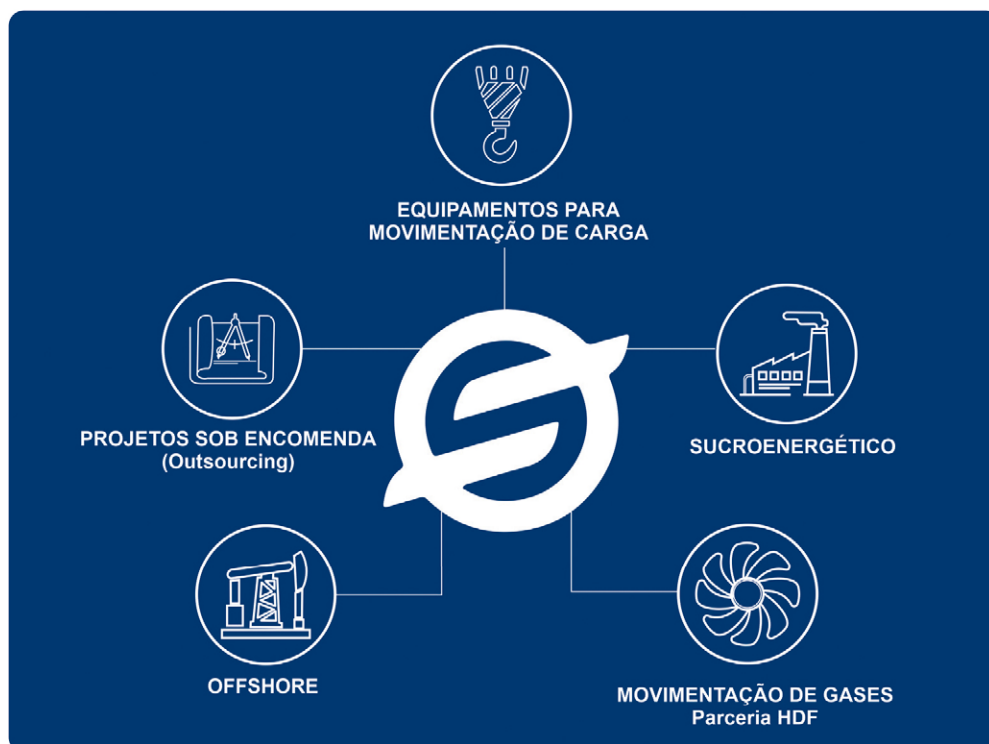 EQUIPAMENTOS PARA
MOVIMENTAÇÃO DE CARGA
PROJETOS SOB ENCOMENDA
(Outsourcing)
SUCROENERGÉTICO
OFFSHORE
MOVIMENTAÇÃO DE GASES
Parceria HDF